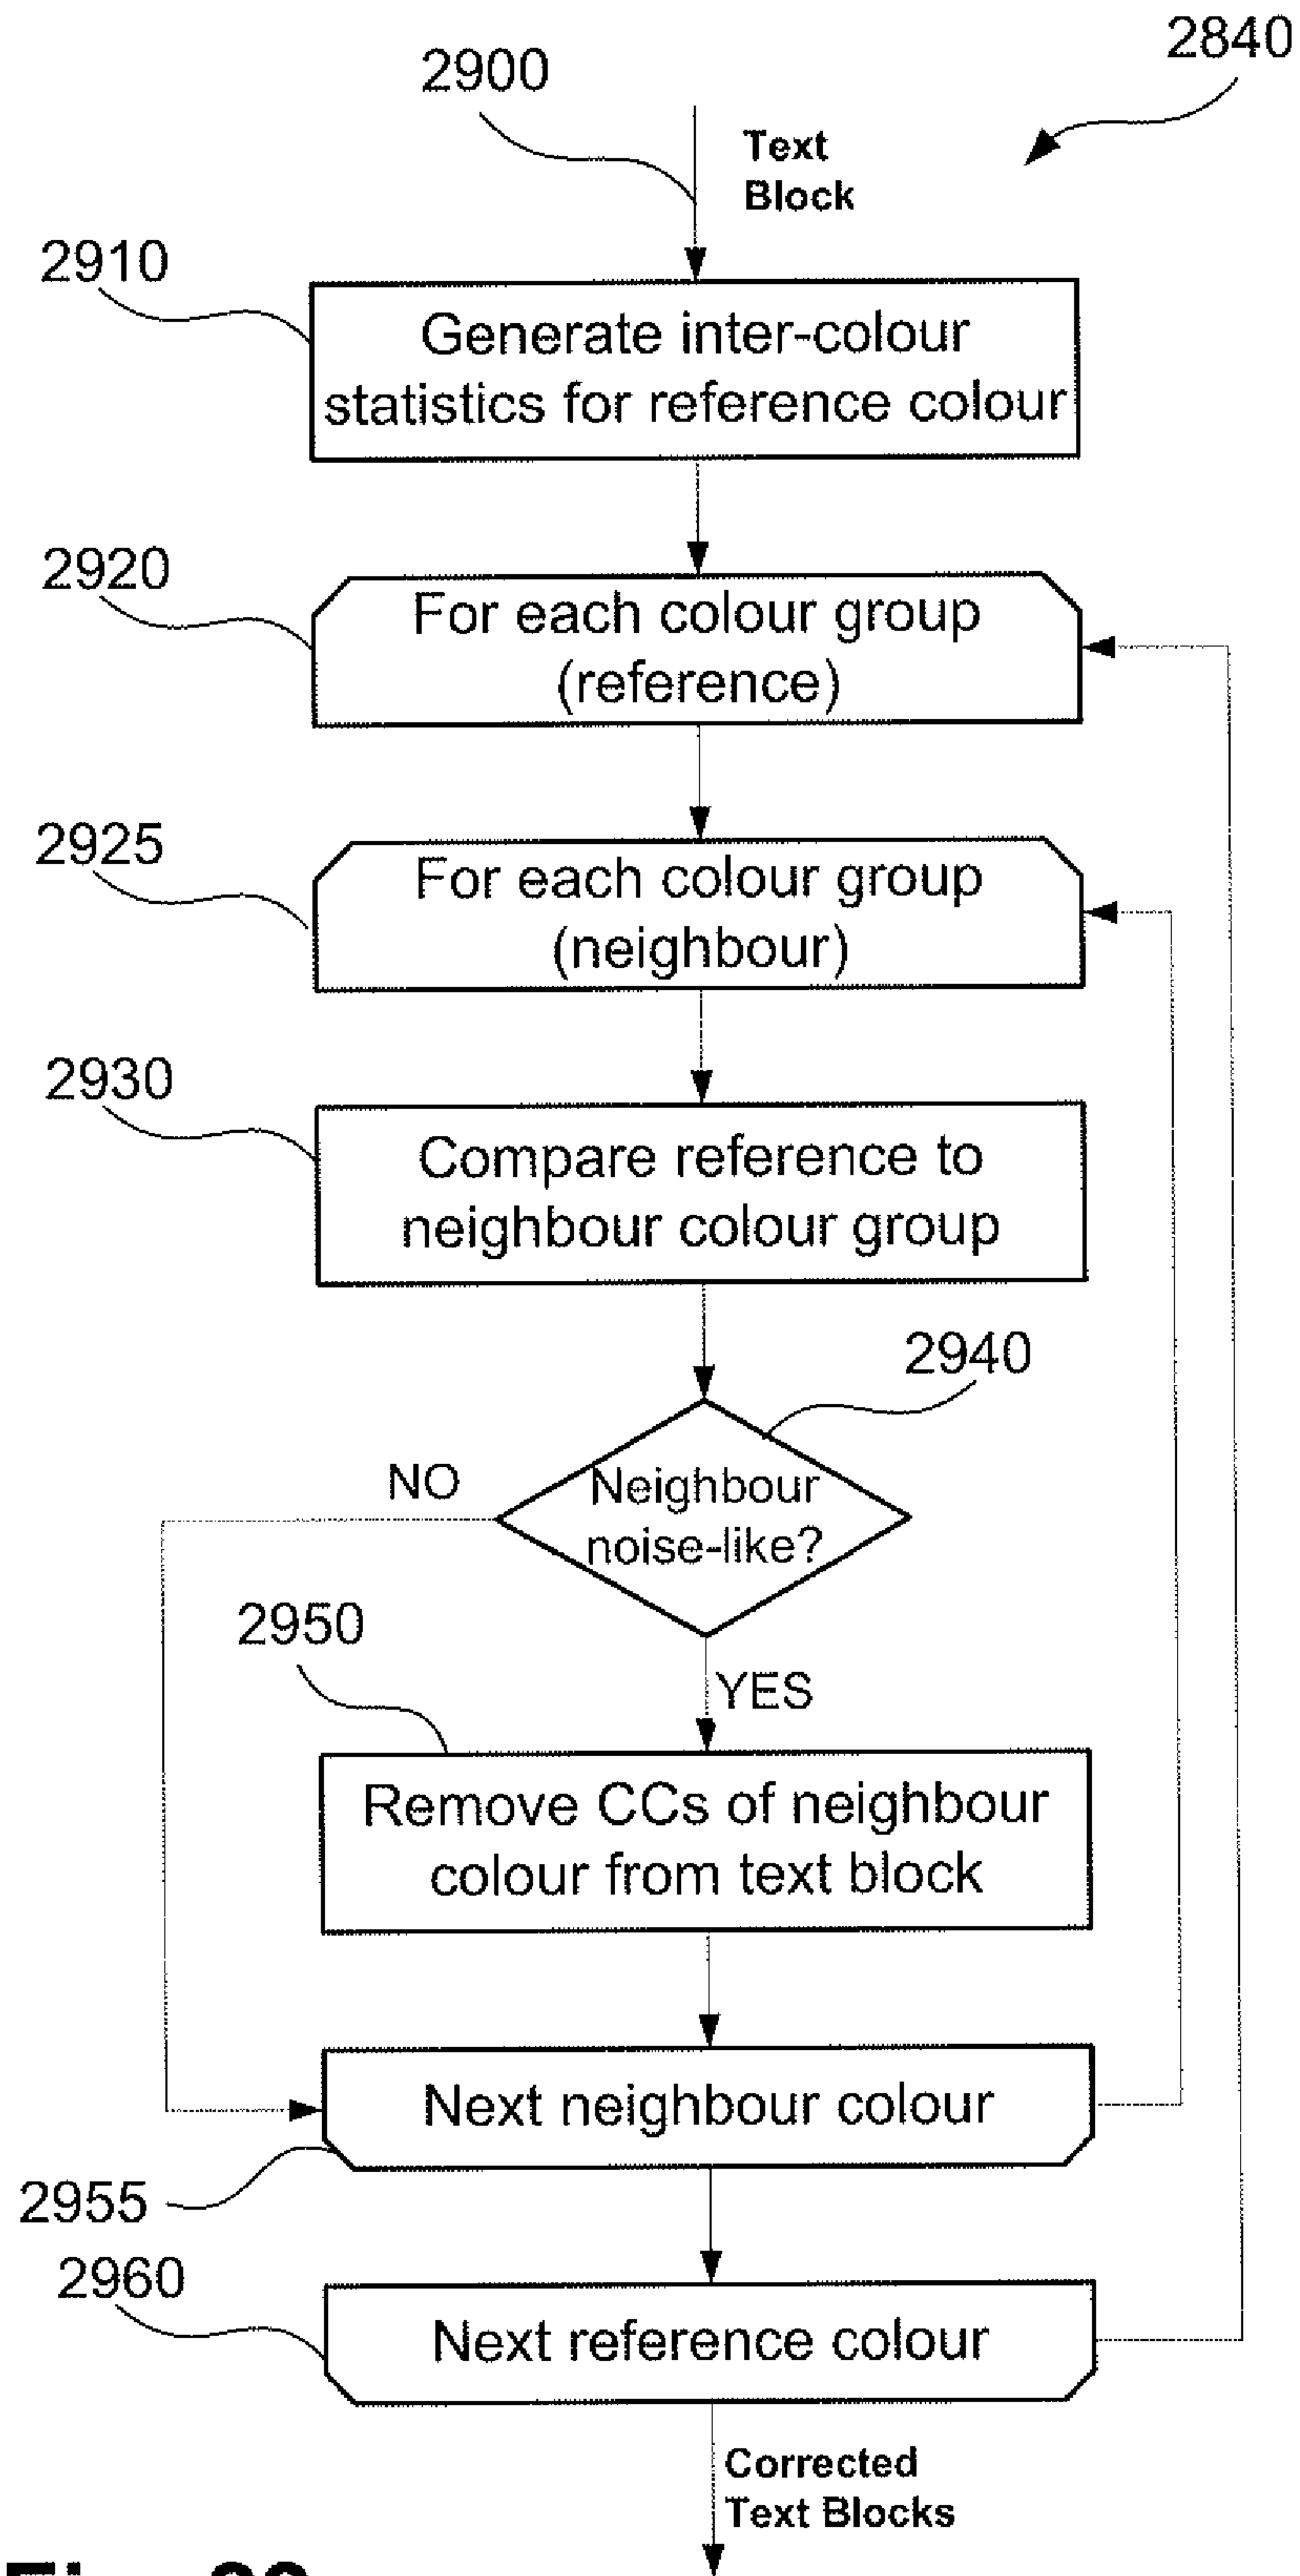 2840
2900
Text
Block
2910
Generate inter-colour
statistics for reference colour
2920
For each colour group
(reference)
2925
For each colour group
(neighbour)
2930
Compare reference to
neighbour colour group
2940
NO
Neighbour
noise-like?
2950
YES
Remove CCs of neighbour
colour from text block
Next neighbour colour
2955
2960
Next reference colour
Corrected
Text Blocks